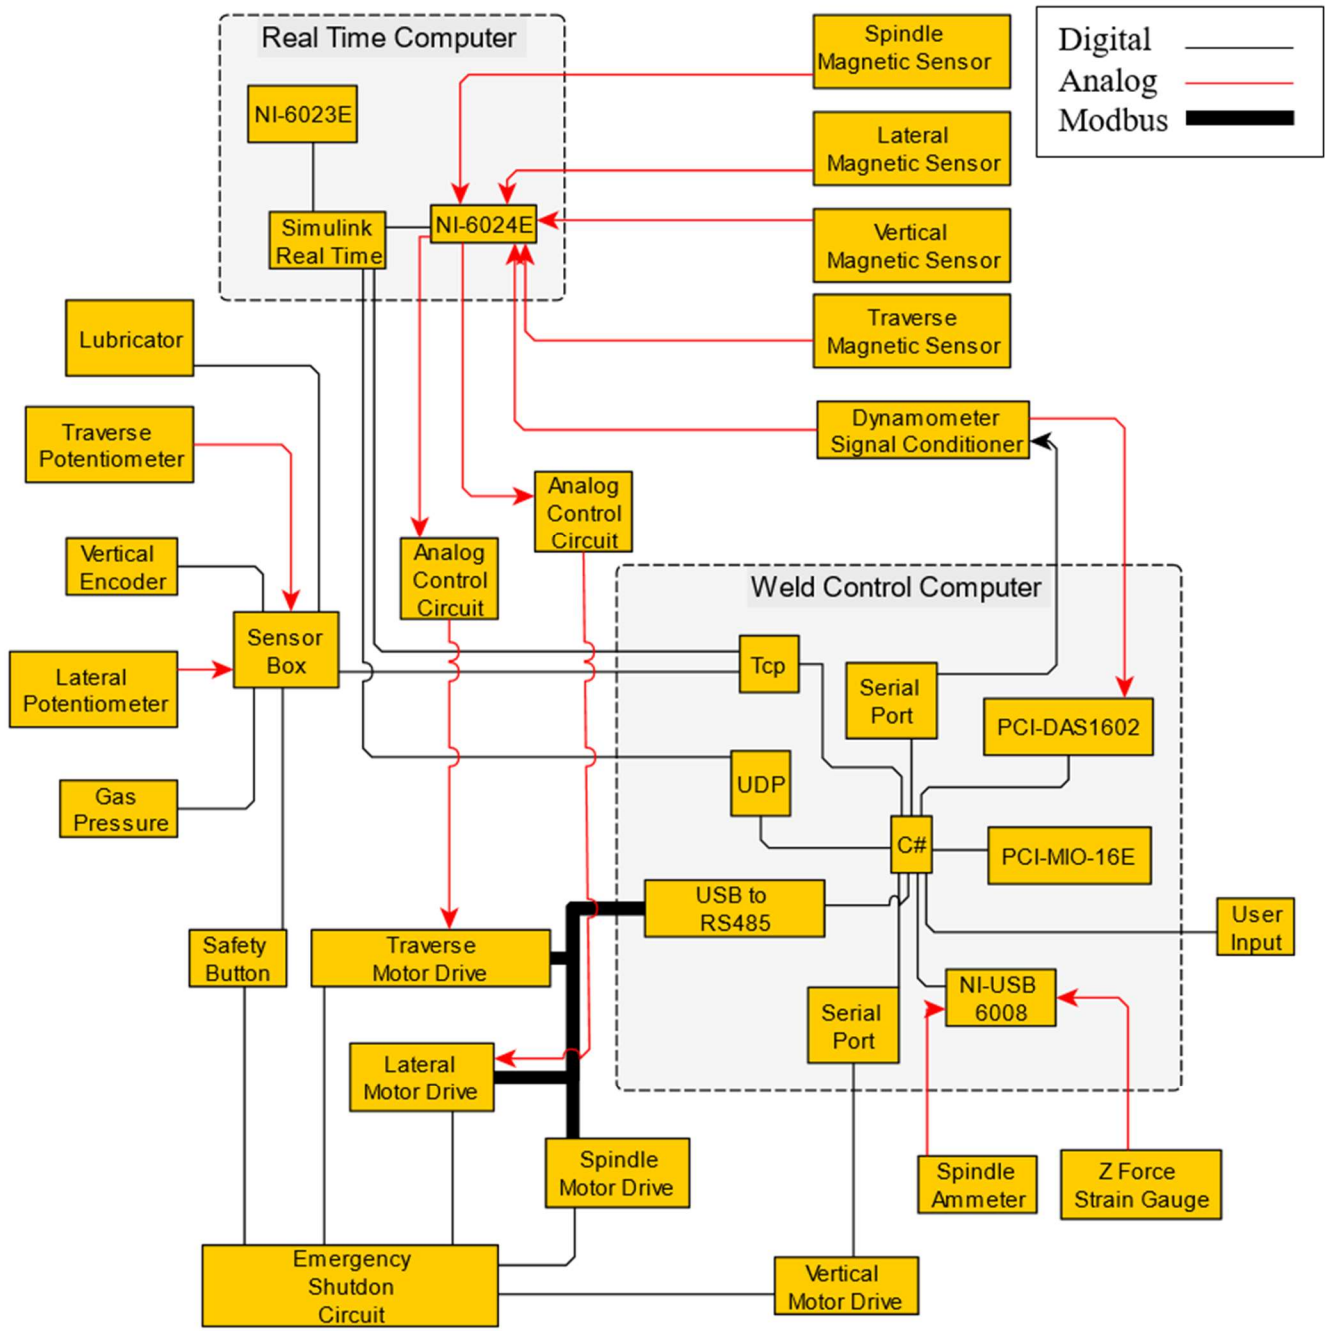 Real Time Computer
Spindle
Magnetic Sensor
Digital
Analog
Modbus
NI-6023E
Lateral
Magnetic Sensor
Simulink
Real Time
NI-6024E
Vertical
Magnetic Sensor
Traverse
Magnetic Sensor
Lubricator
Traverse
Potentiometer
Dynamometer
Signal Conditioner
Analog
Control
Circuit
Analog
Control
Circuit
Vertical
Encoder
Weld Control Computer
Sensor
Box
Lateral
Potentiometer
Tcp
Serial
Port
PCI-DAS1602
Gas
Pressure
UDP
C#
PCI-MIO-16E
USB to
RS485
User
Input
Safety
Button
Traverse
Motor Drive
NI-USB
6008
Serial
Port
Lateral
Motor Drive
Spindle
Motor Drive
Spindle
Ammeter
Z Force
Strain Gauge
Emergency
Shutdon
Circuit
Vertical
Motor Drive